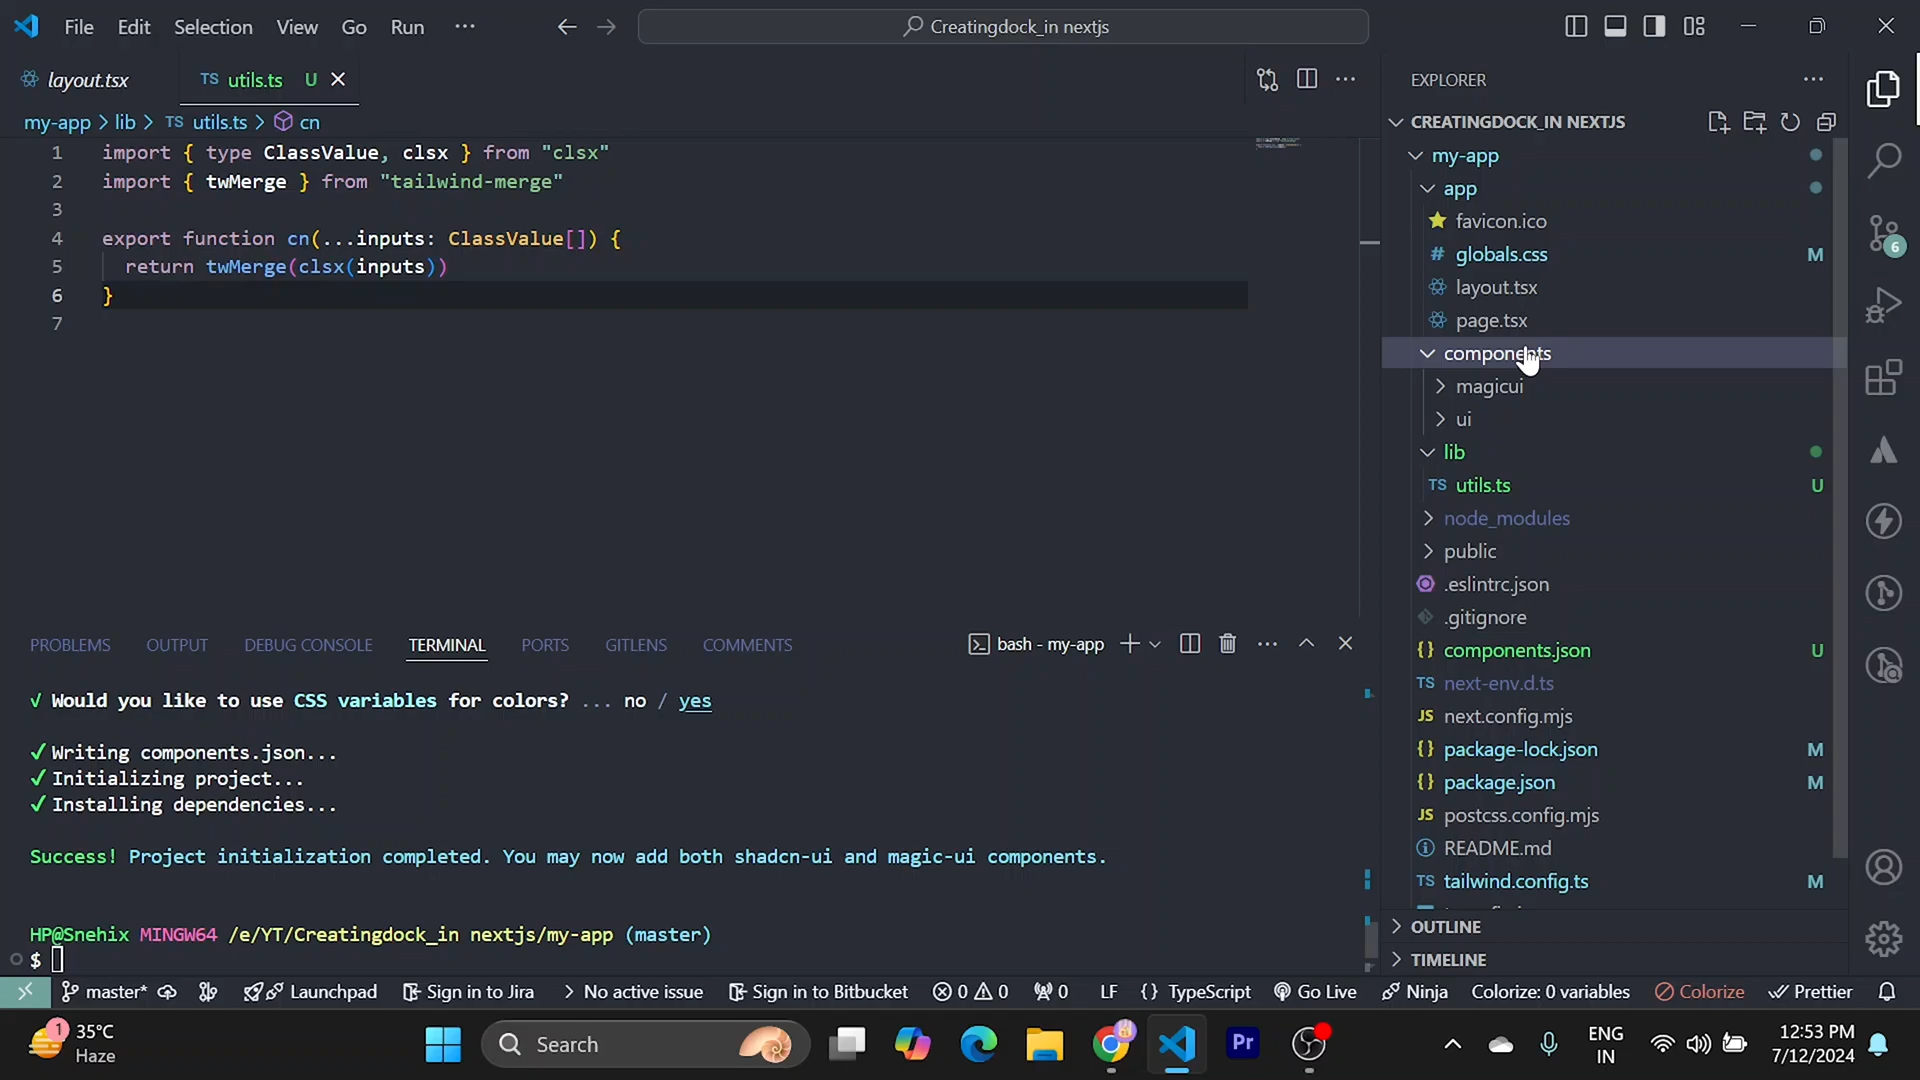 File Edit Selection View Go Run ···
Creatingdock_in nextjs
layout.tsx
TS utils.ts U
my-app > lib > TS utils.ts > cn
1 import { type ClassValue, clsx } from "clsx"
2 import { twMerge } from "tailwind-merge"
3
4 export function cn(...inputs: ClassValue[]) {
5 return twMerge(clsx(inputs))
6 }
7
PROBLEMS OUTPUT DEBUG CONSOLE TERMINAL PORTS GITLENS COMMENTS
bash - my-app
√ Would you like to use CSS variables for colors? ... no / yes
✓ Writing components.json...
✓ Initializing project...
✓ Installing dependencies...
Success! Project initialization completed. You may now add both shadcn-ui and magic-ui components.
HP@Snehix MINGW64 /e/YT/Creatingdock_in nextjs/my-app (master)
$
EXPLORER
CREATINGDOCK_IN NEXTJS
my-app
app
favicon.ico
# globals.css M
layout.tsx
page.tsx
components
magicui
ui
lib
TS utils.ts U
node_modules
public
.eslintrc.json
.gitignore
{} components.json U
TS next-env.d.ts
JS next.config.mjs
{} package-lock.json M
{} package.json M
JS postcss.config.mjs
README.md
TS tailwind.config.ts M
OUTLINE
TIMELINE
6
master* Launchpad Sign in to Jira > No active issue Sign in to Bitbucket 0 0 0 LF {} TypeScript Go Live Ninja Colorize: 0 variables Colorize Prettier
1
35°C
Haze
Search
Pr
ENG
IN
12:53 PM
7/12/2024